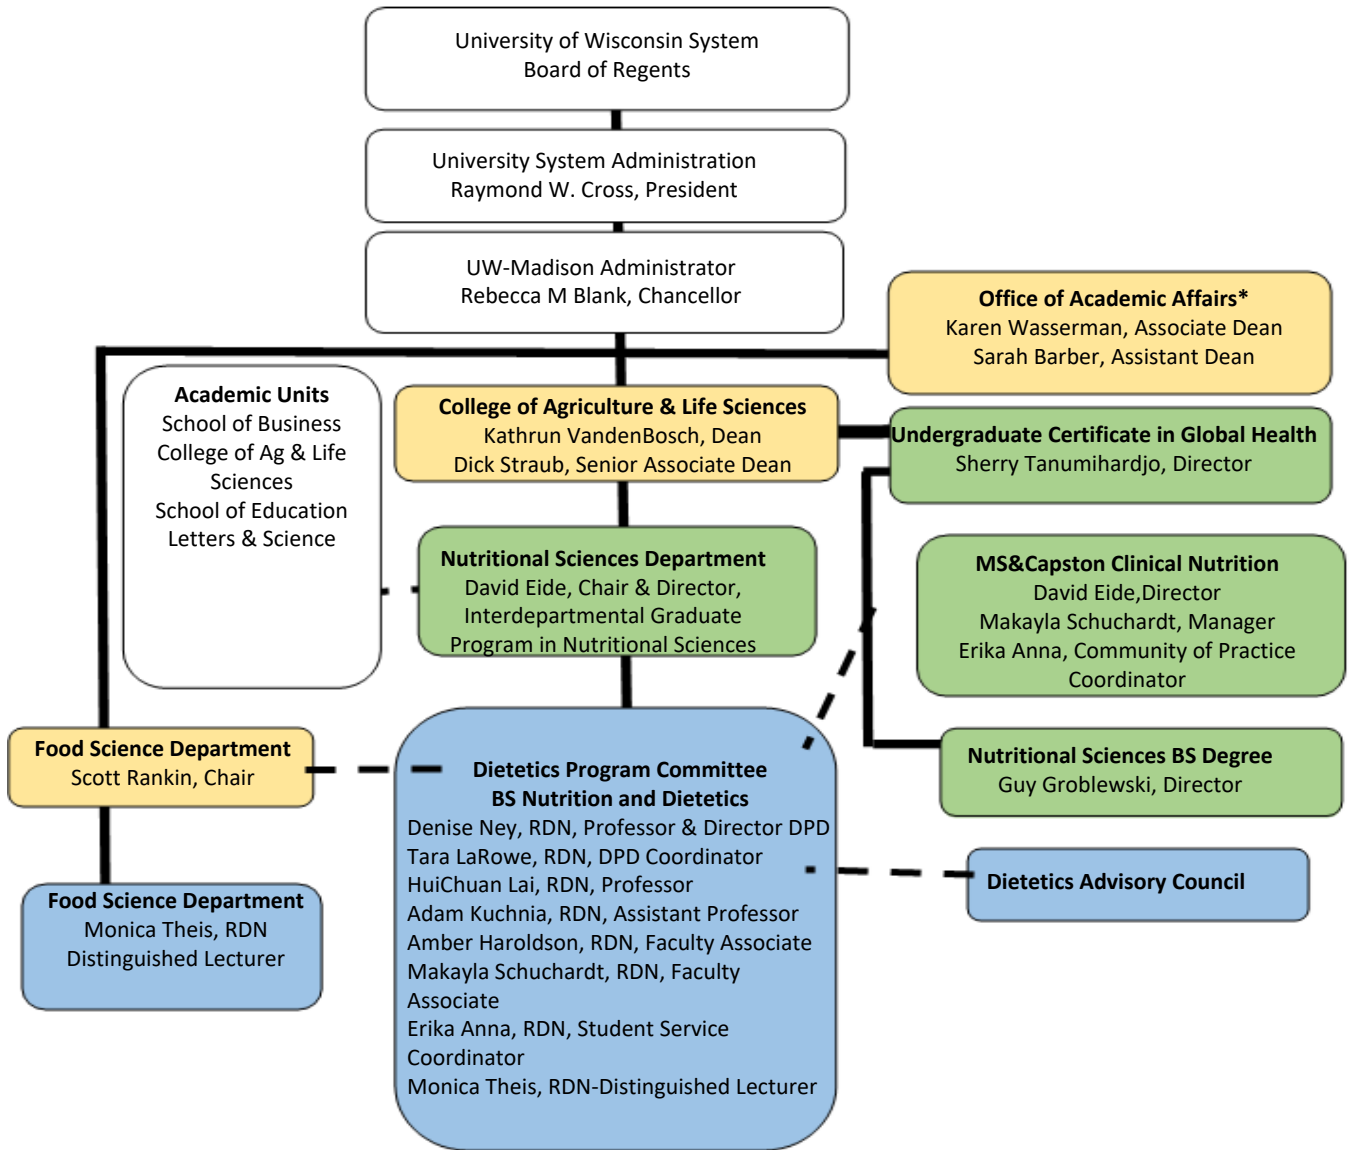 University of Wisconsin System
Board of Regents
University System Administration
Raymond W. Cross, President
UW-Madison Administrator
Rebecca M Blank, Chancellor
Office of Academic Affairs*
Karen Wasserman, Associate Dean
Sarah Barber, Assistant Dean
Academic Units
School of Business
College of Ag & Life
Sciences
School of Education
Letters & Science
College of Agriculture & Life Sciences
Kathrun VandenBosch, Dean
Dick Straub, Senior Associate Dean
Undergraduate Certificate in Global Health
Sherry Tanumihardjo, Director
Nutritional Sciences Department
David Eide, Chair & Director,
Interdepartmental Graduate
Program in Nutritional Sciences
MS&Capston Clinical Nutrition
David Eide,Director
Makayla Schuchardt, Manager
Erika Anna, Community of Practice
Coordinator
Food Science Department
Scott Rankin, Chair
Nutritional Sciences BS Degree
Guy Groblewski, Director
Dietetics Program Committee
BS Nutrition and Dietetics
Denise Ney, RDN, Professor & Director DPD
Tara LaRowe, RDN, DPD Coordinator
HuiChuan Lai, RDN, Professor
Adam Kuchnia, RDN, Assistant Professor
Amber Haroldson, RDN, Faculty Associate
Makayla Schuchardt, RDN, Faculty
Associate
Erika Anna, RDN, Student Service
Coordinator
Monica Theis, RDN-Distinguished Lecturer
Dietetics Advisory Council
Food Science Department
Monica Theis, RDN
Distinguished Lecturer